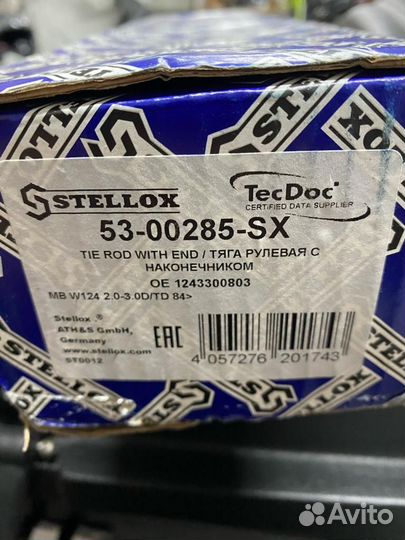 STELLOX
TecDoc
CERTIFIED DATA SUPPLIER
53-00285-SX
TIE ROD WITH END / ТЯГА РУЛЕВАЯ С
НАКОНЕЧНИКОМ
OE 1243300803
MB W124 2.0-3.0D/TD 84>
Stellox ®
ATH&S GmbH,
Germany
www.stellox.com
ST0012
EAC
4 057276 201743
Avito